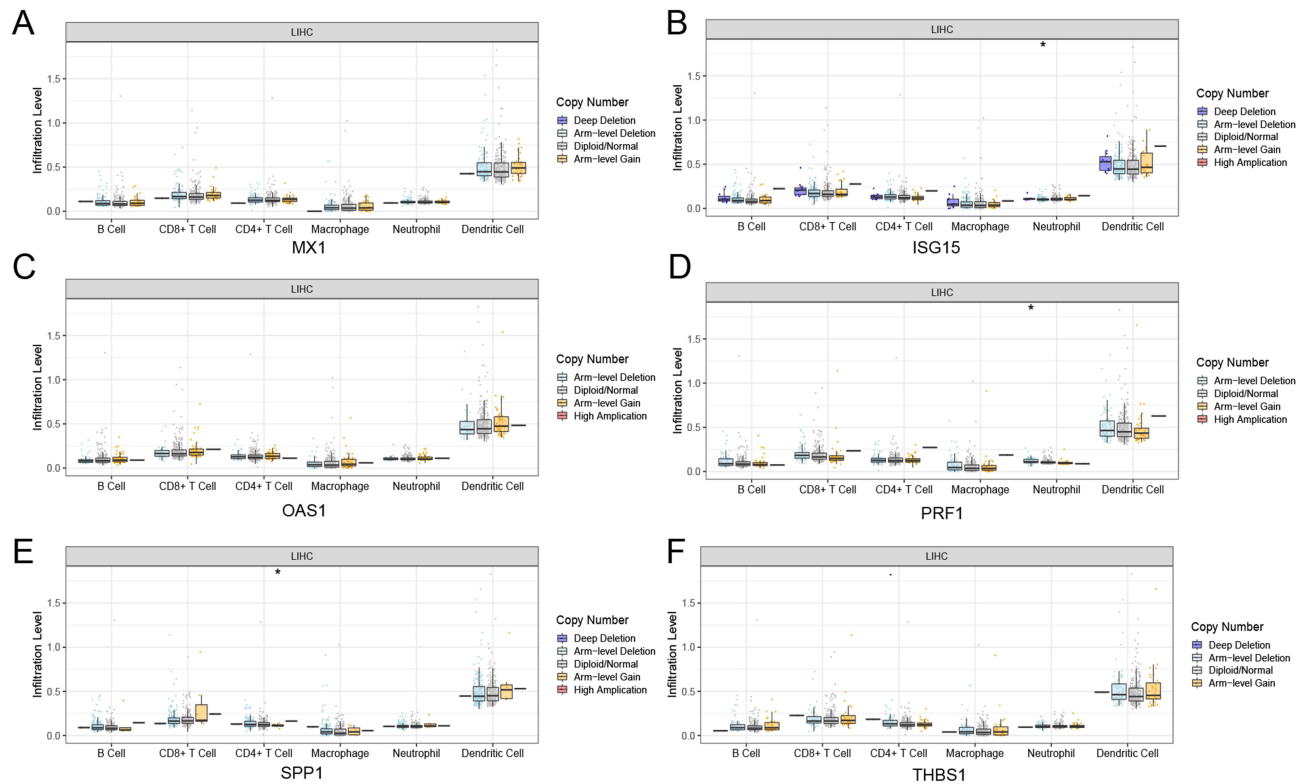 A
LIHC
Infiltration Level
1.5
1.0
0.5
0.0
B Cell CD8+ T Cell CD4+ T Cell Macrophage Neutrophil Dendritic Cell
MX1
Copy Number
Deep Deletion
Arm-level Deletion
Diploid/Normal
Arm-level Gain
B
LIHC
*
Infiltration Level
1.5
1.0
0.5
0.0
B Cell CD8+ T Cell CD4+ T Cell Macrophage Neutrophil Dendritic Cell
ISG15
Copy Number
Deep Deletion
Arm-level Deletion
Diploid/Normal
Arm-level Gain
High Amplication
C
LIHC
Infiltration Level
1.5
1.0
0.5
0.0
B Cell CD8+ T Cell CD4+ T Cell Macrophage Neutrophil Dendritic Cell
OAS1
Copy Number
Arm-level Deletion
Diploid/Normal
Arm-level Gain
High Amplication
D
LIHC
*
Infiltration Level
1.5
1.0
0.5
0.0
B Cell CD8+ T Cell CD4+ T Cell Macrophage Neutrophil Dendritic Cell
PRF1
Copy Number
Arm-level Deletion
Diploid/Normal
Arm-level Gain
High Amplication
E
LIHC
*
Infiltration Level
1.5
1.0
0.5
0.0
B Cell CD8+ T Cell CD4+ T Cell Macrophage Neutrophil Dendritic Cell
SPP1
Copy Number
Deep Deletion
Arm-level Deletion
Diploid/Normal
Arm-level Gain
High Amplication
F
LIHC
Infiltration Level
1.5
1.0
0.5
0.0
B Cell CD8+ T Cell CD4+ T Cell Macrophage Neutrophil Dendritic Cell
THBS1
Copy Number
Deep Deletion
Arm-level Deletion
Diploid/Normal
Arm-level Gain